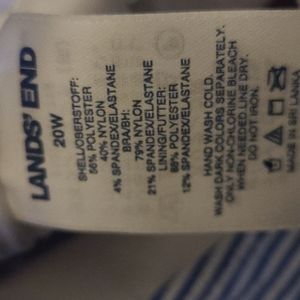 LANDS' END
20W
SHELL/OBERSTOFF:
56% POLYESTER
40% NYLON
4% SPANDEX/ELASTANE
BRA/BH:
79% NYLON
21% SPANDEX/ELASTANE
LINING/FUTTER:
88% POLYESTER
12% SPANDEX/ELASTANE
HAND WASH COLD.
WASH DARK COLORS SEPARATELY.
ONLY NON-CHLORINE BLEACH
WHEN NEEDED. LINE DRY.
DO NOT IRON.
MADE IN SRI LANKA